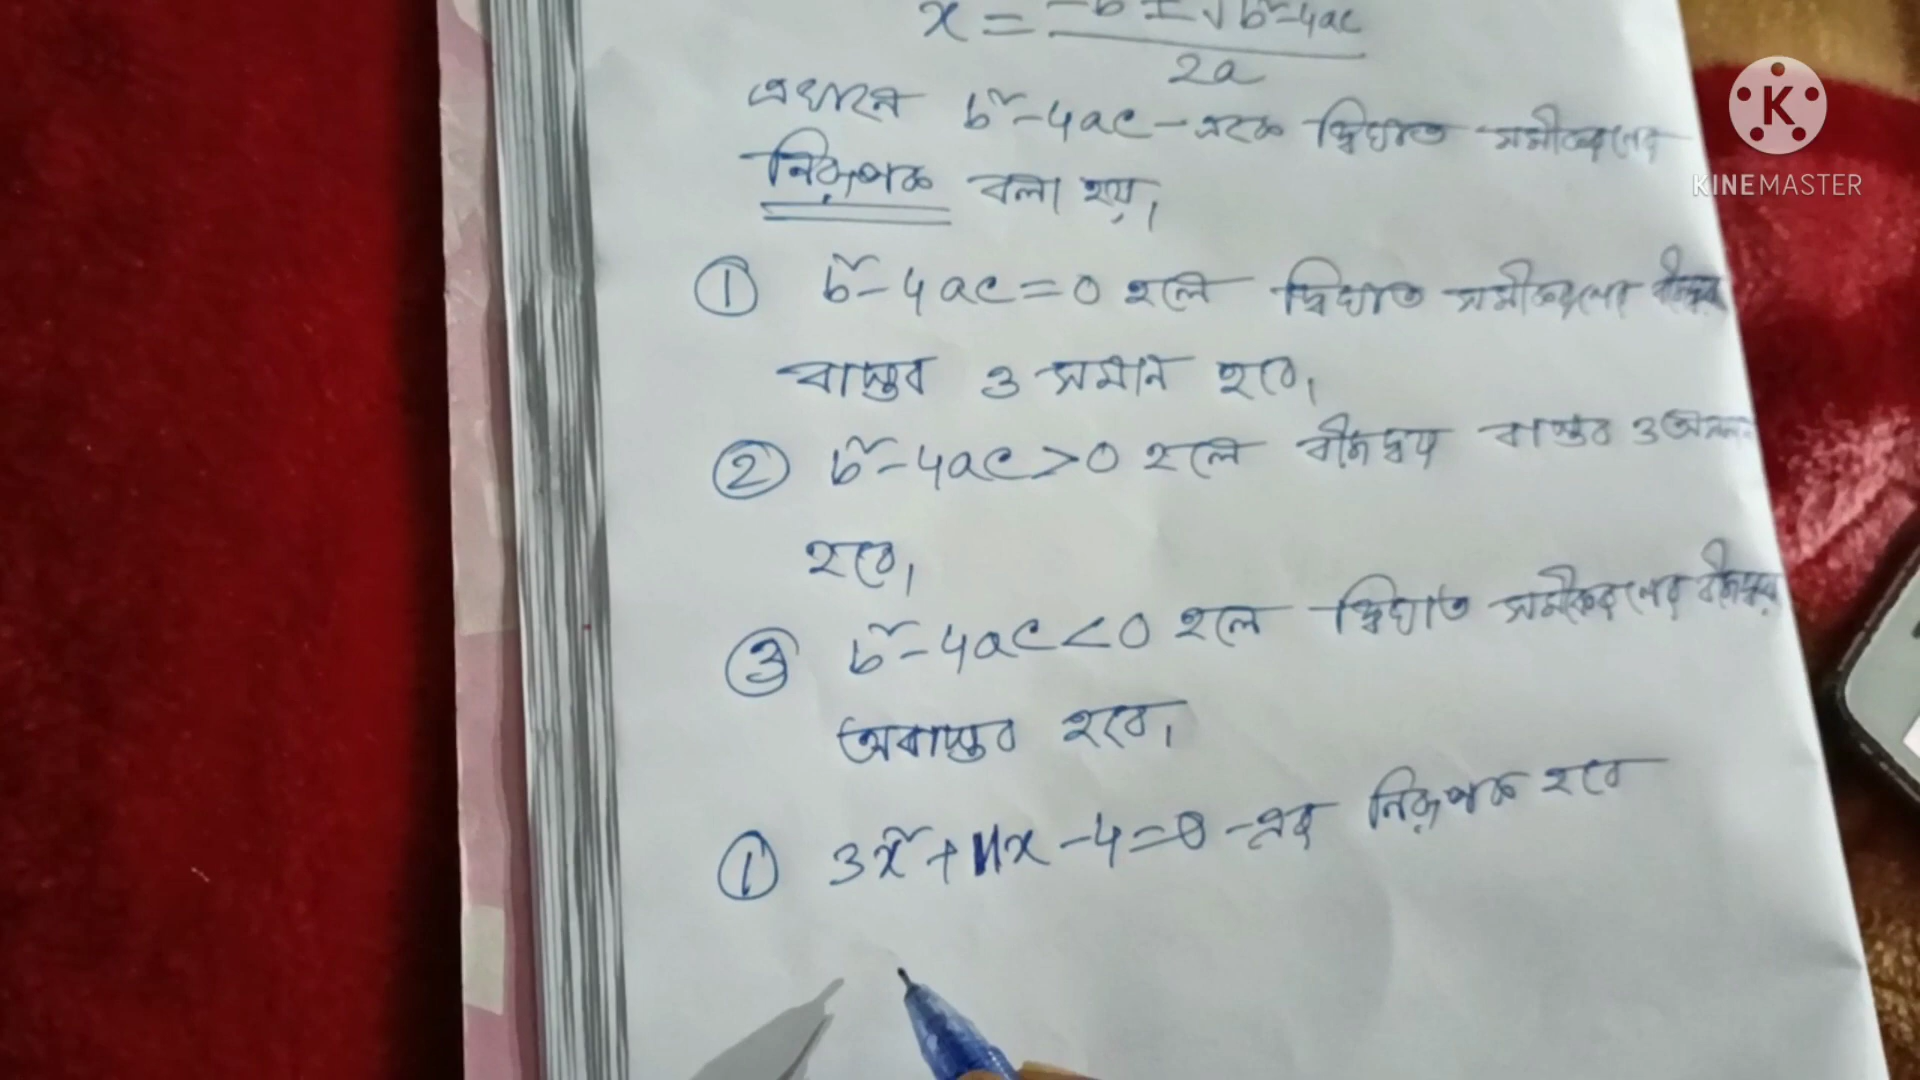 x = -b ± √b²-4ac / 2a
এখানে b²-4ac-একে দ্বিঘাত সমীকরণের
নিরূপক বলা হয়।
① b²-4ac=0 হলে দ্বিঘাত সমীকরণের বীজদ্বয়
বাস্তব ও সমান হবে।
② b²-4ac>0 হলে বীজদ্বয় বাস্তব ও অসমান
হবে।
③ b²-4ac<0 হলে দ্বিঘাত সমীকরণের বীজদ্বয়
অবাস্তব হবে।
① 3x²+11x-4=0-এর নিরূপক হবে
K
KINEMASTER